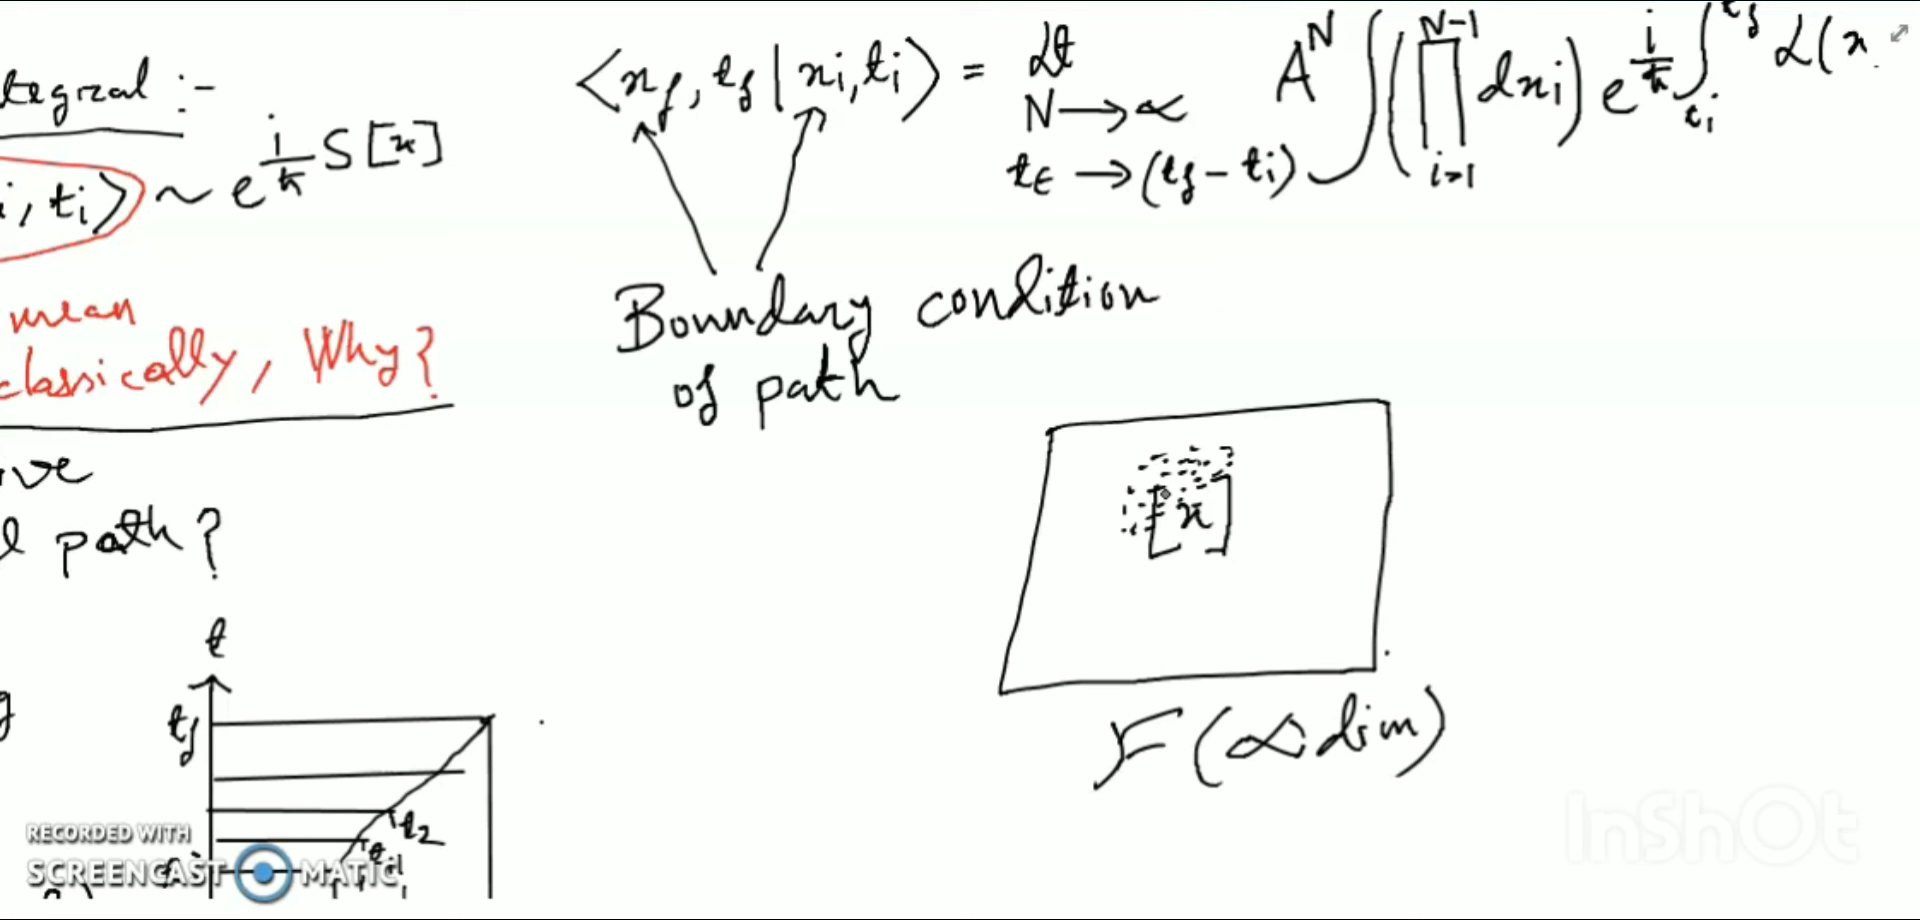 tegral :-
i, ti⟩ ~ e^{i/ħ S[x]}
mean
classically, Why?
ve
l path?
t
tf
t2
⟨xf, tf | xi, ti⟩ = Lt N→∝ tε→(tf - ti) A^N ∫ (∏_{i=1}^{N-1} dxi) e^{i/ħ ∫_{ti}^{tf} L(x
Boundary condition
of path
[x]
F (∝ dim)
RECORDED WITH
SCREENCAST MATIC
InShOt